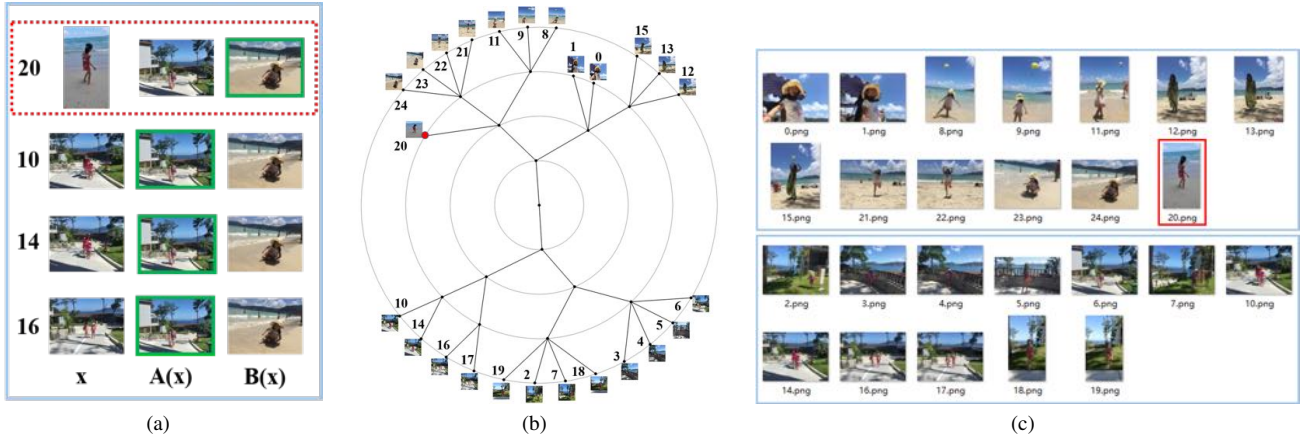 20
10
14
16
x A(x) B(x)
(a)
11 9 8
21
22
23
24
20
1 0
15
13
12
10
14
16
17
19 2 7 18
3
4
5
6
(b)
0.png 1.png 8.png 9.png 11.png 12.png 13.png
15.png 21.png 22.png 23.png 24.png 20.png
2.png 3.png 4.png 5.png 6.png 7.png 10.png
14.png 16.png 17.png 18.png 19.png
(c)